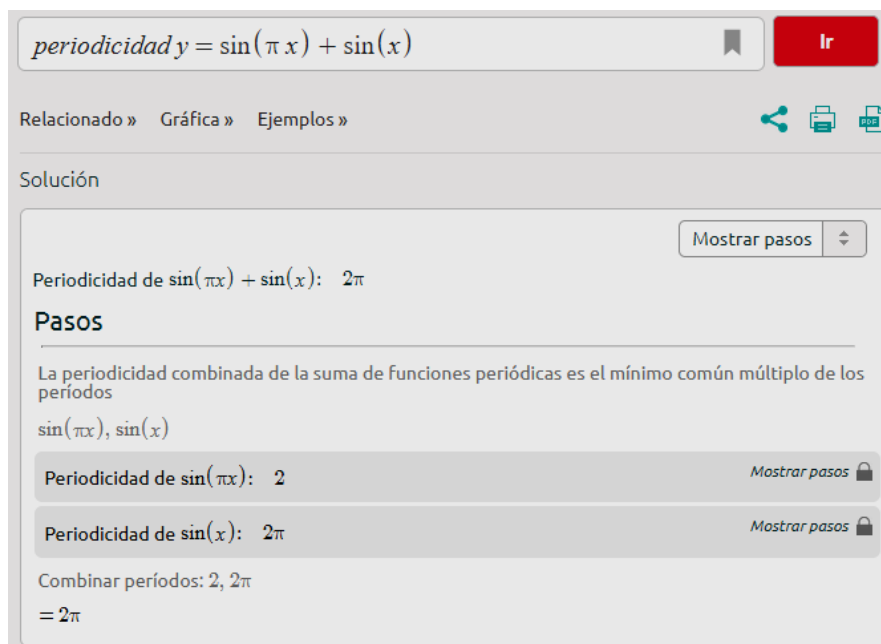 periodicidad y = sin(π x) + sin(x)
Ir
Relacionado » Gráfica » Ejemplos »
PDF
Solución
Mostrar pasos
Periodicidad de sin(πx) + sin(x): 2π
Pasos
La periodicidad combinada de la suma de funciones periódicas es el mínimo común múltiplo de los
períodos
sin(πx), sin(x)
Periodicidad de sin(πx): 2 Mostrar pasos
Periodicidad de sin(x): 2π Mostrar pasos
Combinar períodos: 2, 2π
= 2π